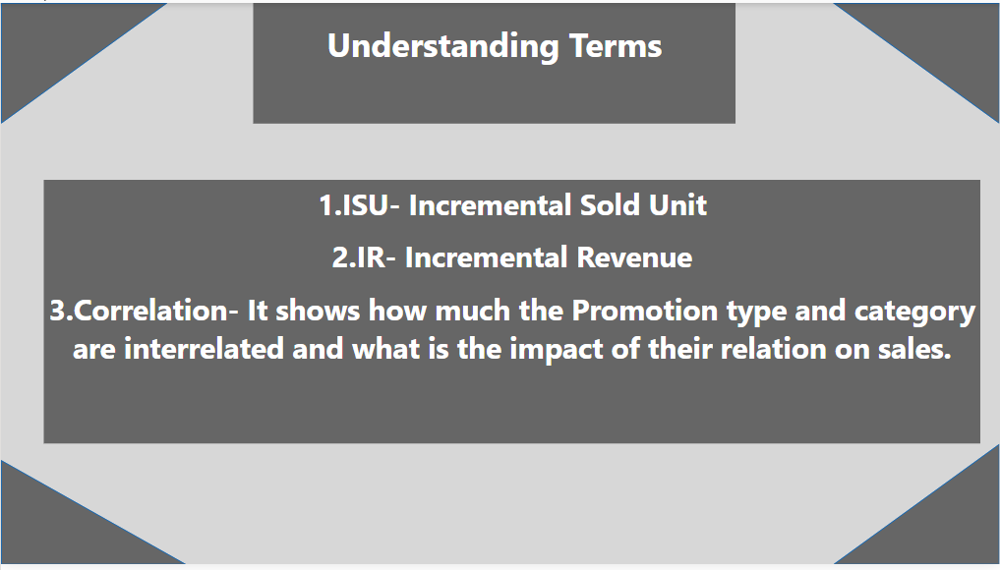 Understanding Terms
1.ISU- Incremental Sold Unit
2.IR- Incremental Revenue
3.Correlation- It shows how much the Promotion type and category
are interrelated and what is the impact of their relation on sales.